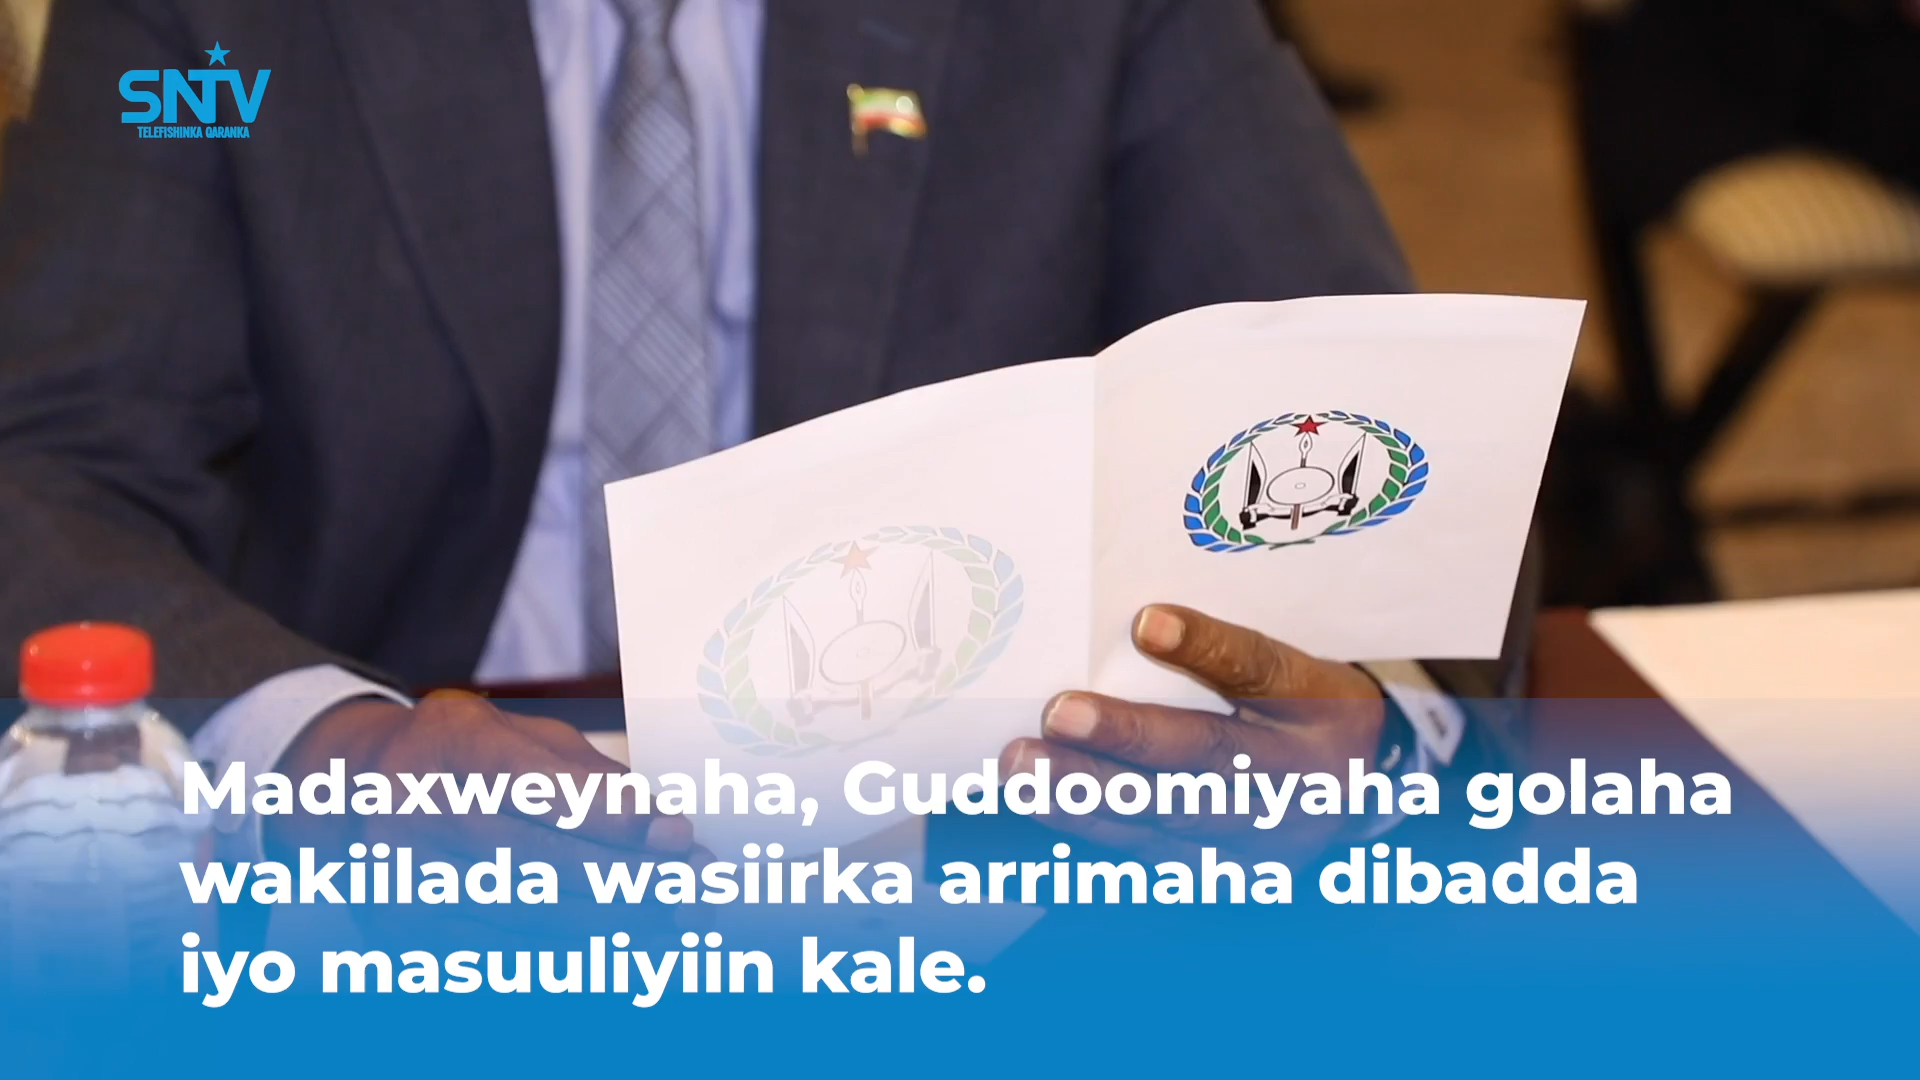 SNTV
TELEFISHINKA QARANKA
Madaxweynaha, Guddoomiyaha golaha
wakiilada wasiirka arrimaha dibadda
iyo masuuliyiin kale.